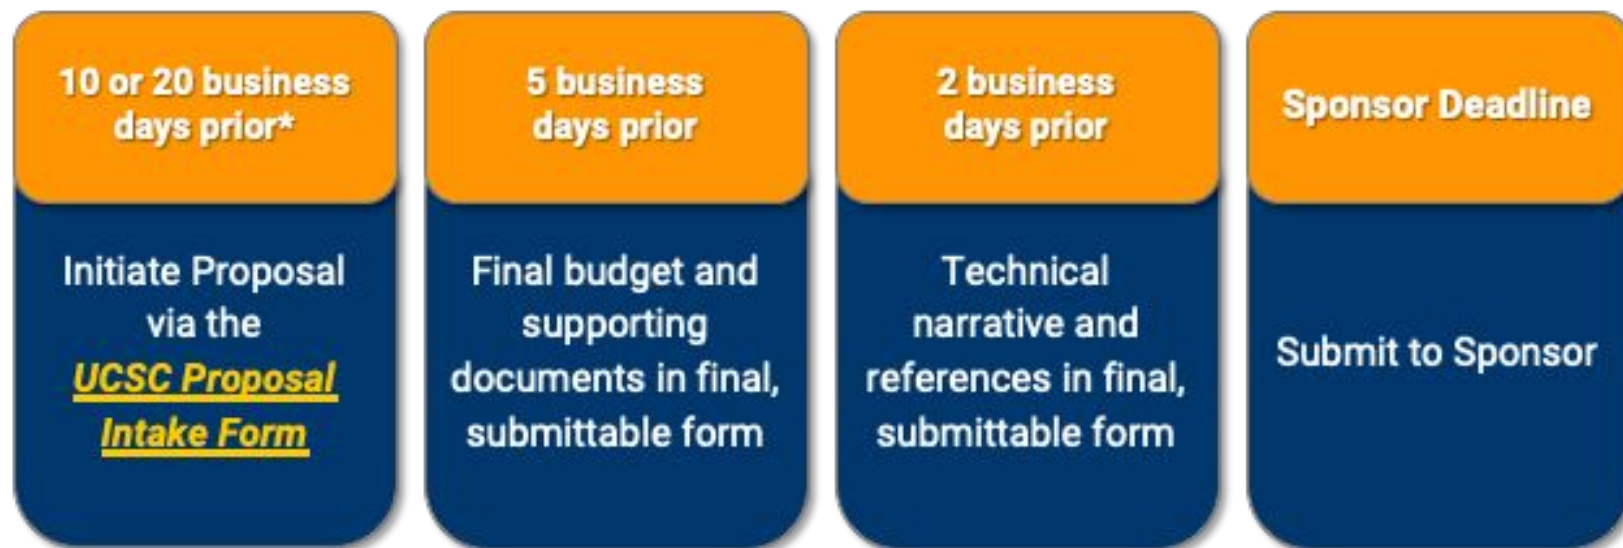 10 or 20 business
days prior*
Initiate Proposal
via the
UCSC Proposal
Intake Form
5 business
days prior
Final budget and
supporting
documents in final,
submittable form
2 business
days prior
Technical
narrative and
references in final,
submittable form
Sponsor Deadline
Submit to Sponsor